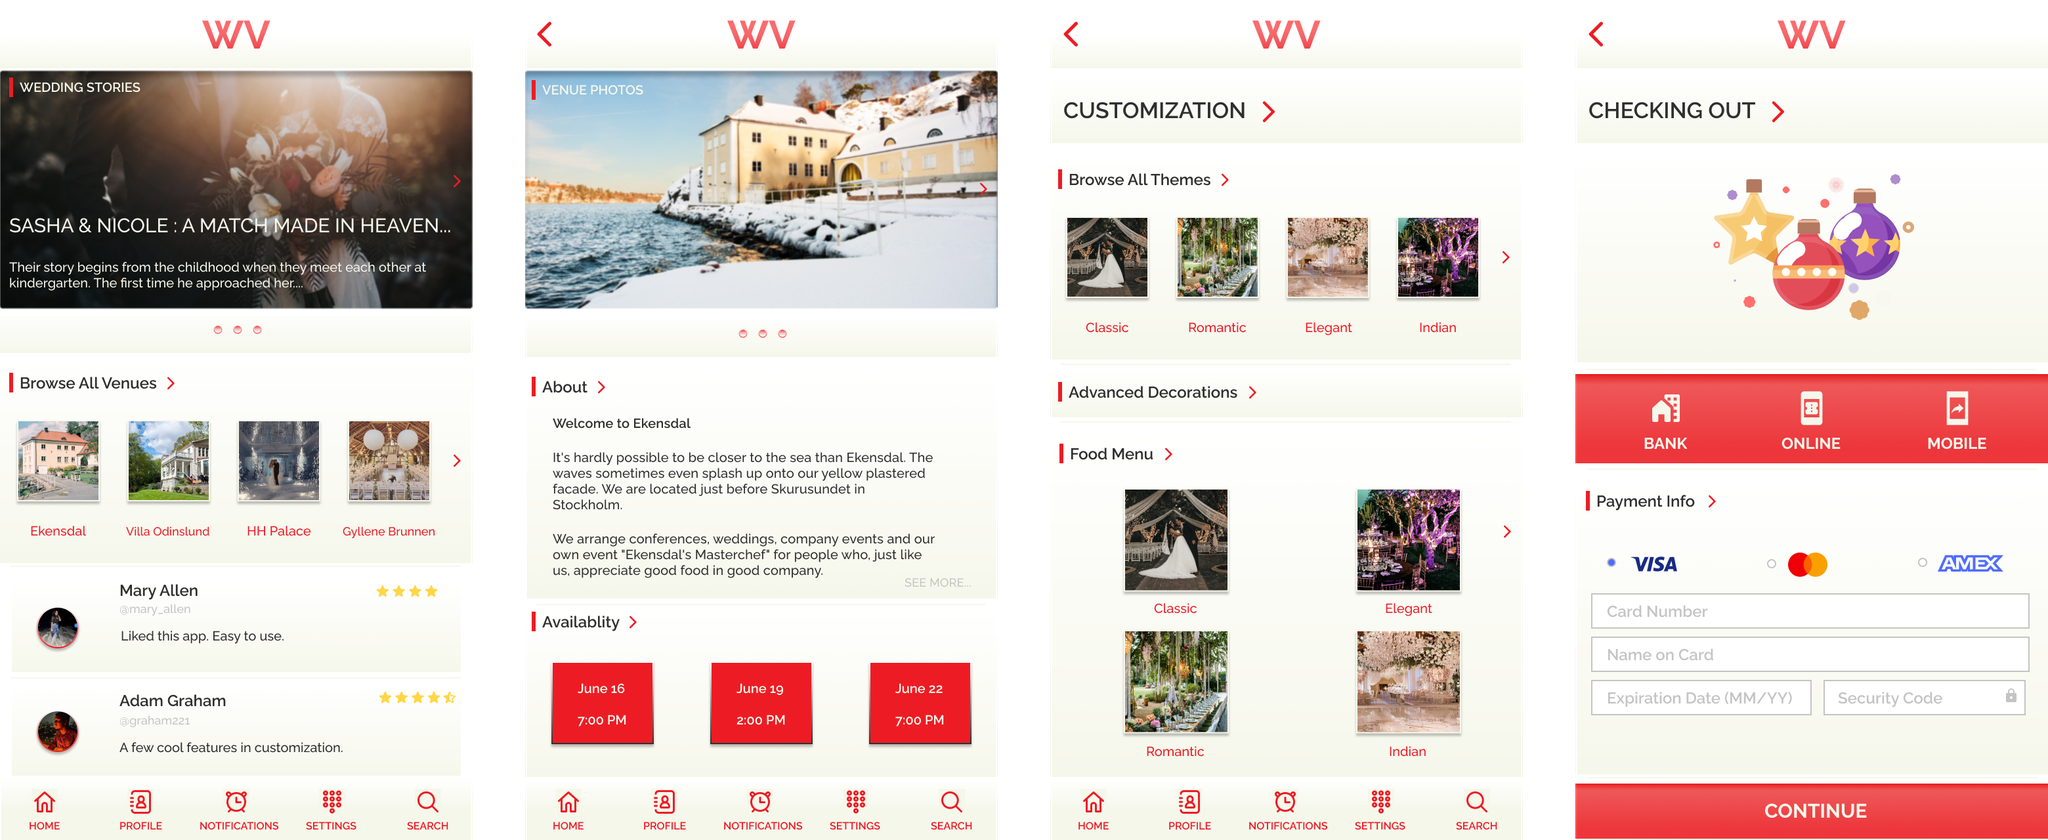 WV
WEDDING STORIES
SASHA & NICOLE : A MATCH MADE IN HEAVEN...
Their story begins from the childhood when they meet each other at
kindergarten. The first time he approached her....
Browse All Venues
Ekensdal
Villa Odinslund
HH Palace
Gyllene Brunnen
Mary Allen
@mary_allen
Liked this app. Easy to use.
Adam Graham
@graham221
A few cool features in customization.
HOME
PROFILE
NOTIFICATIONS
SETTINGS
SEARCH
WV
VENUE PHOTOS
About
Welcome to Ekensdal
It's hardly possible to be closer to the sea than Ekensdal. The
waves sometimes even splash up onto our yellow plastered
facade. We are located just before Skurusundet in
Stockholm.
We arrange conferences, weddings, company events and our
own event "Ekensdal's Masterchef" for people who, just like
us, appreciate good food in good company.
SEE MORE...
Availablity
June 16
7:00 PM
June 19
2:00 PM
June 22
7:00 PM
HOME
PROFILE
NOTIFICATIONS
SETTINGS
SEARCH
WV
CUSTOMIZATION
Browse All Themes
Classic
Romantic
Elegant
Indian
Advanced Decorations
Food Menu
Classic
Elegant
Romantic
Indian
HOME
PROFILE
NOTIFICATIONS
SETTINGS
SEARCH
WV
CHECKING OUT
BANK
ONLINE
MOBILE
Payment Info
VISA
AMEX
Card Number
Name on Card
Expiration Date (MM/YY)
Security Code
CONTINUE